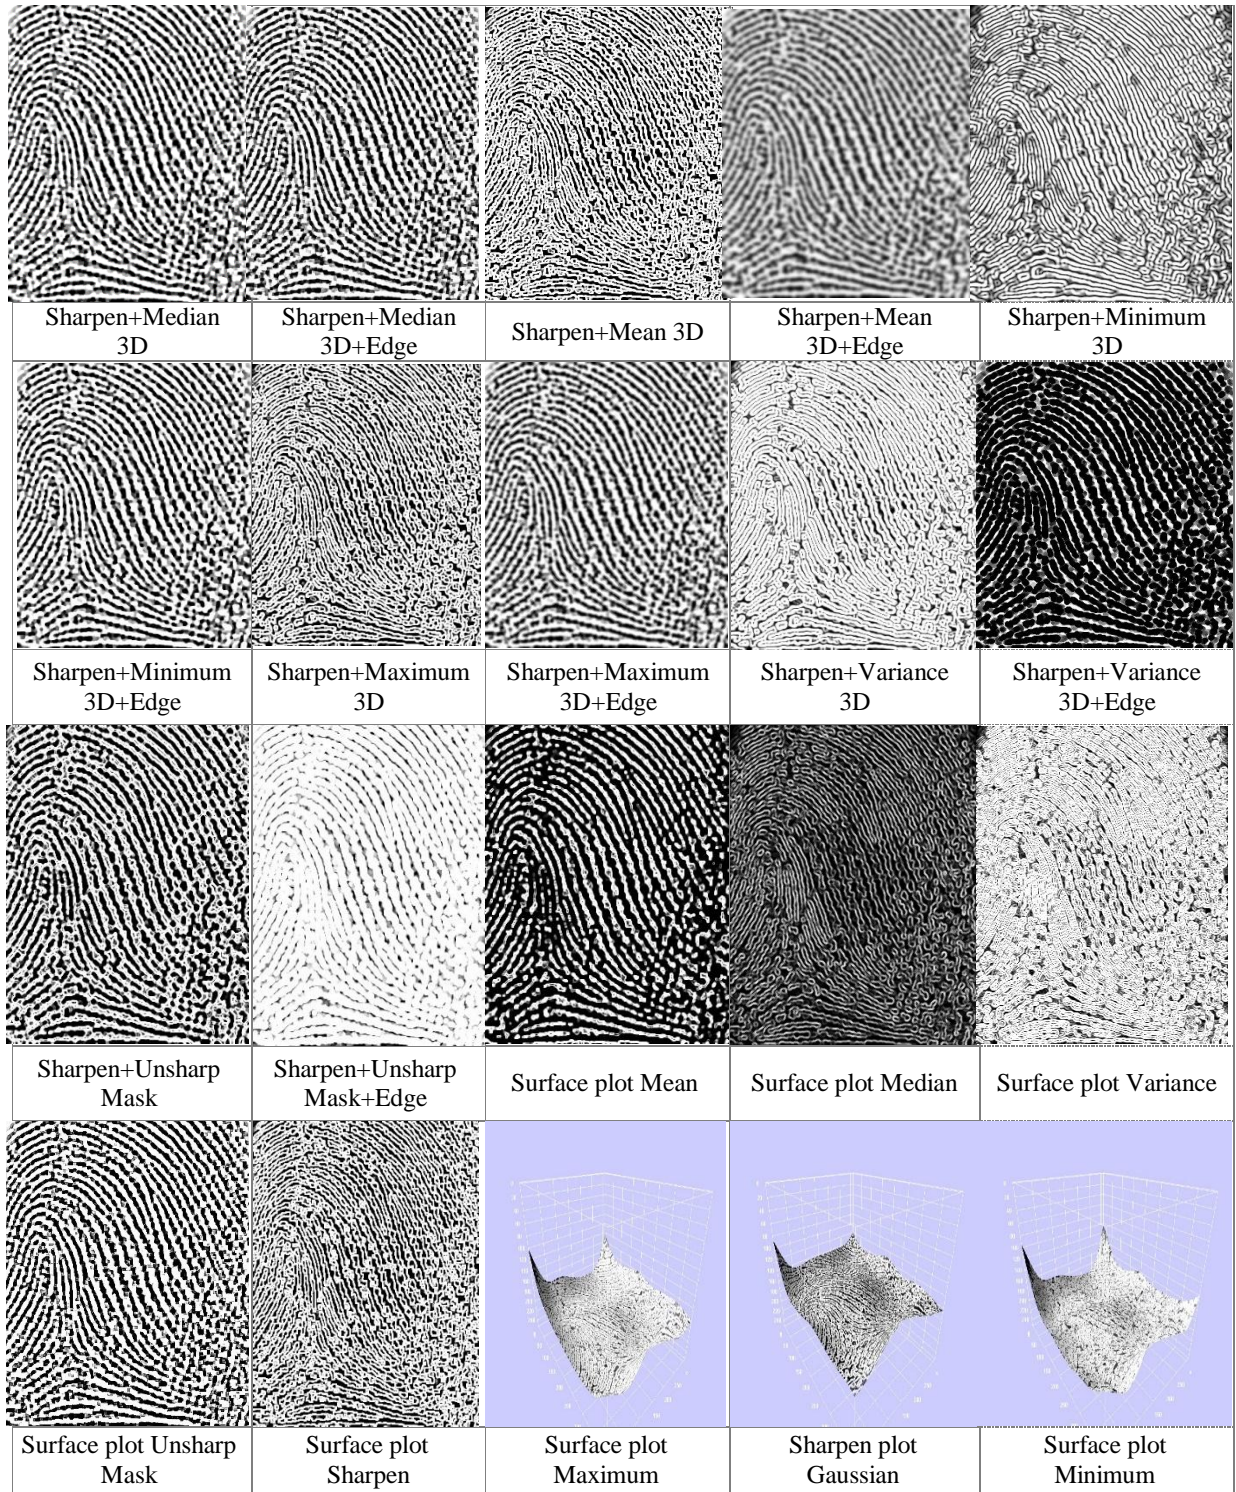 Sharpen+Median
3D
Sharpen+Median
3D+Edge
Sharpen+Mean 3D
Sharpen+Mean
3D+Edge
Sharpen+Minimum
3D
Sharpen+Minimum
3D+Edge
Sharpen+Maximum
3D
Sharpen+Maximum
3D+Edge
Sharpen+Variance
3D
Sharpen+Variance
3D+Edge
Sharpen+Unsharp
Mask
Sharpen+Unsharp
Mask+Edge
Surface plot Mean
Surface plot Median
Surface plot Variance
Surface plot Unsharp
Mask
Surface plot
Sharpen
Surface plot
Maximum
Sharpen plot
Gaussian
Surface plot
Minimum